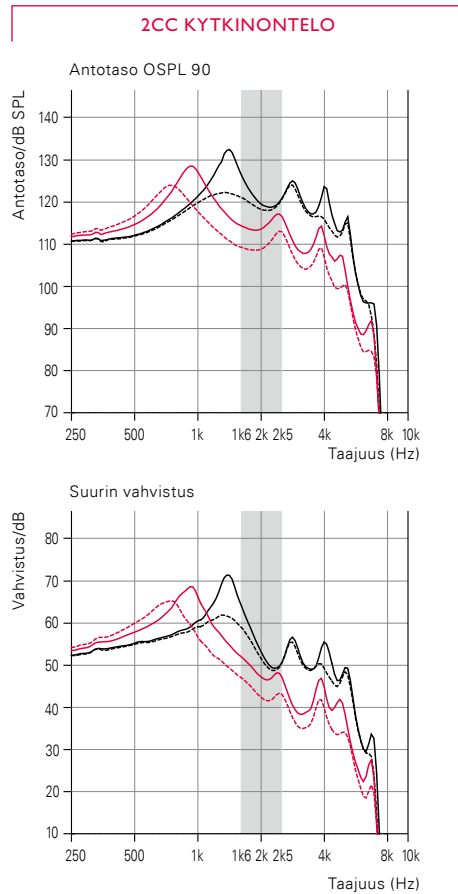 2CC KYTKINONTELO
Antotaso OSPL 90
Antotaso/dB SPL
140
130
120
110
100
90
80
70
250 500 1k 1k6 2k 2k5 4k 8k 10k
Taajuus (Hz)
Suurin vahvistus
Vahvistus/dB
80
70
60
50
40
30
20
10
250 500 1k 1k6 2k 2k5 4k 8k 10k
Taajuus (Hz)